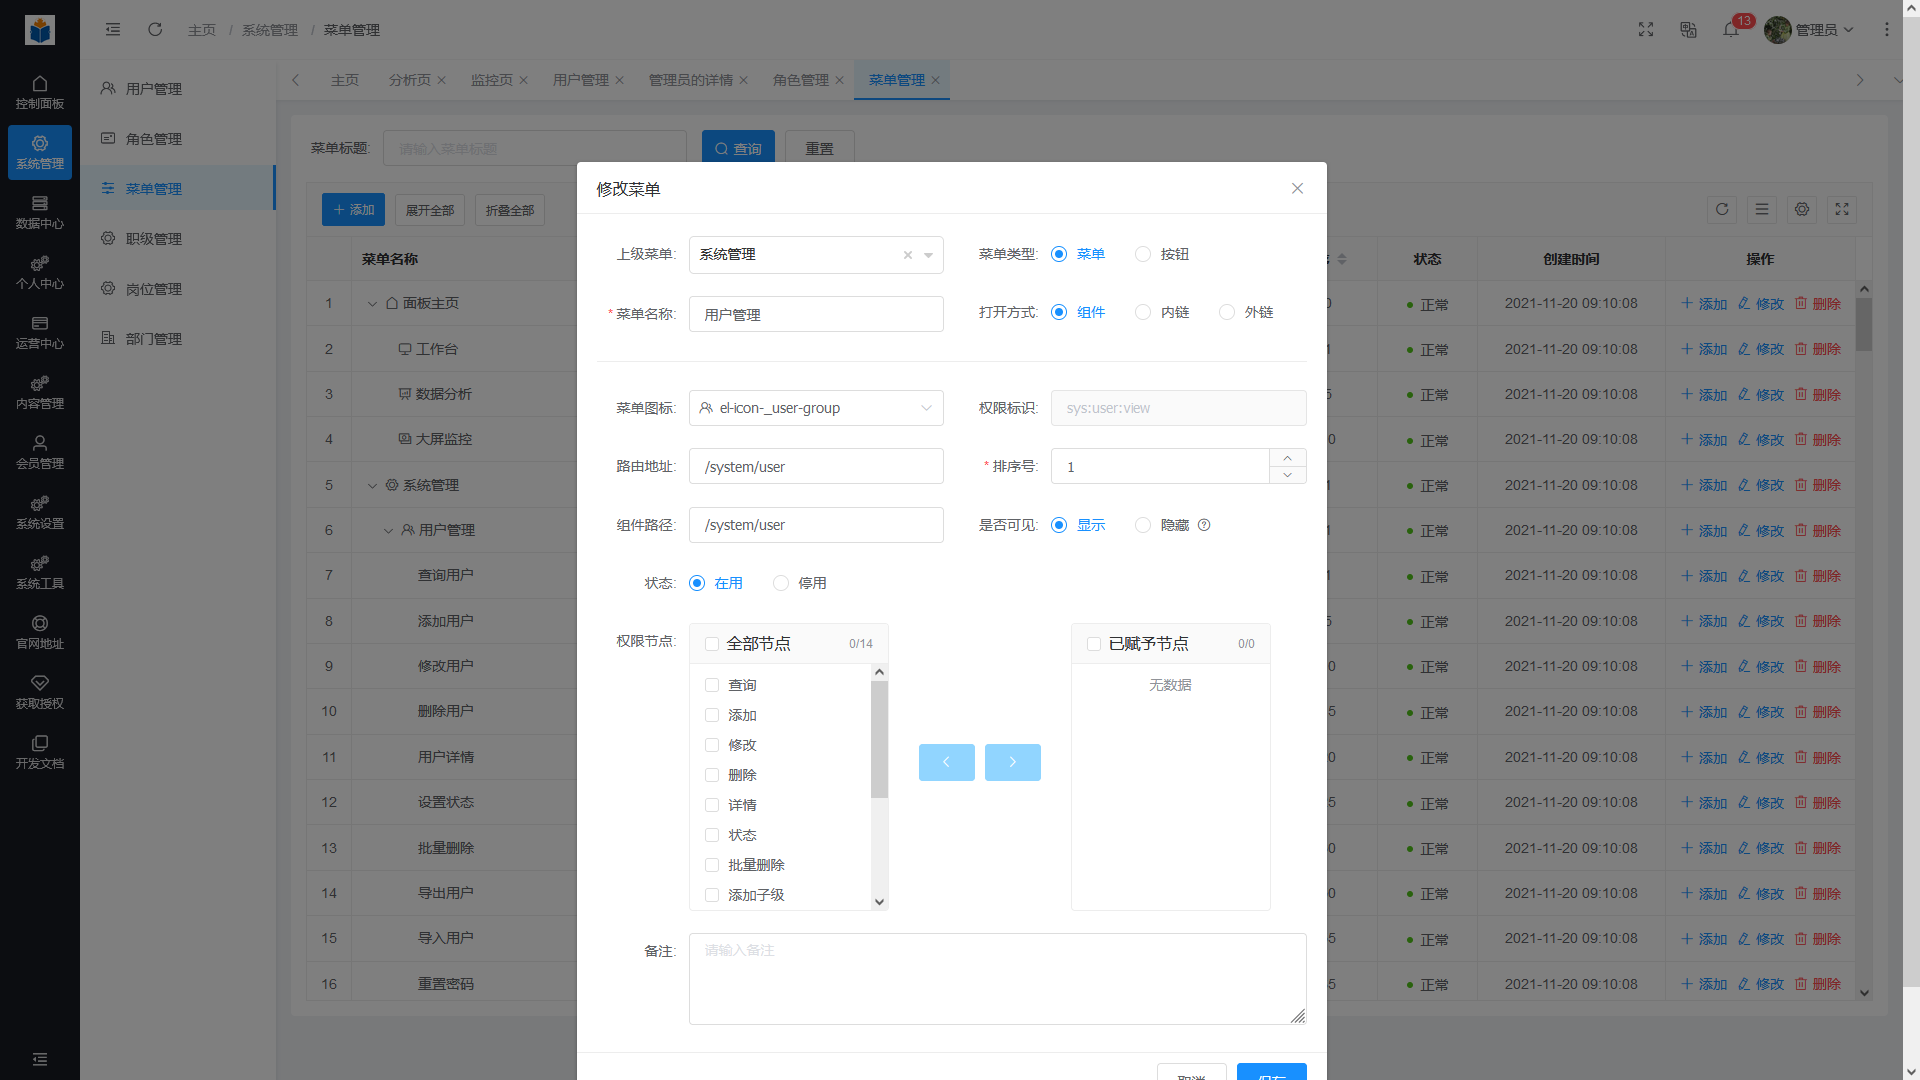 主页 / 系统管理 / 菜单管理
13
管理员
控制面板
系统管理
数据中心
个人中心
运营中心
内容管理
会员管理
系统设置
系统工具
官网地址
获取授权
开发文档
用户管理
角色管理
菜单管理
职级管理
岗位管理
部门管理
主页 分析页 监控页 用户管理 管理员的详情 角色管理 菜单管理
菜单标题: 请输入菜单标题 查询 重置
添加 展开全部 折叠全部
菜单名称 状态 创建时间 操作
1 面板主页 0 正常 2021-11-20 09:10:08 添加 修改 删除
2 工作台 1 正常 2021-11-20 09:10:08 添加 修改 删除
3 数据分析 5 正常 2021-11-20 09:10:08 添加 修改 删除
4 大屏监控 0 正常 2021-11-20 09:10:08 添加 修改 删除
5 系统管理 1 正常 2021-11-20 09:10:08 添加 修改 删除
6 用户管理 1 正常 2021-11-20 09:10:08 添加 修改 删除
7 查询用户 1 正常 2021-11-20 09:10:08 添加 修改 删除
8 添加用户 5 正常 2021-11-20 09:10:08 添加 修改 删除
9 修改用户 0 正常 2021-11-20 09:10:08 添加 修改 删除
10 删除用户 5 正常 2021-11-20 09:10:08 添加 修改 删除
11 用户详情 0 正常 2021-11-20 09:10:08 添加 修改 删除
12 设置状态 5 正常 2021-11-20 09:10:08 添加 修改 删除
13 批量删除 0 正常 2021-11-20 09:10:08 添加 修改 删除
14 导出用户 0 正常 2021-11-20 09:10:08 添加 修改 删除
15 导入用户 5 正常 2021-11-20 09:10:08 添加 修改 删除
16 重置密码 5 正常 2021-11-20 09:10:08 添加 修改 删除
修改菜单
上级菜单: 系统管理 菜单类型: 菜单 按钮
* 菜单名称: 用户管理 打开方式: 组件 内链 外链
菜单图标: el-icon-_user-group 权限标识: sys:user:view
路由地址: /system/user * 排序号: 1
组件路径: /system/user 是否可见: 显示 隐藏
状态: 在用 停用
权限节点: 全部节点 0/14 已赋予节点 0/0
查询 无数据
添加
修改
删除
详情
状态
批量删除
添加子级
备注: 请输入备注
取消 保存